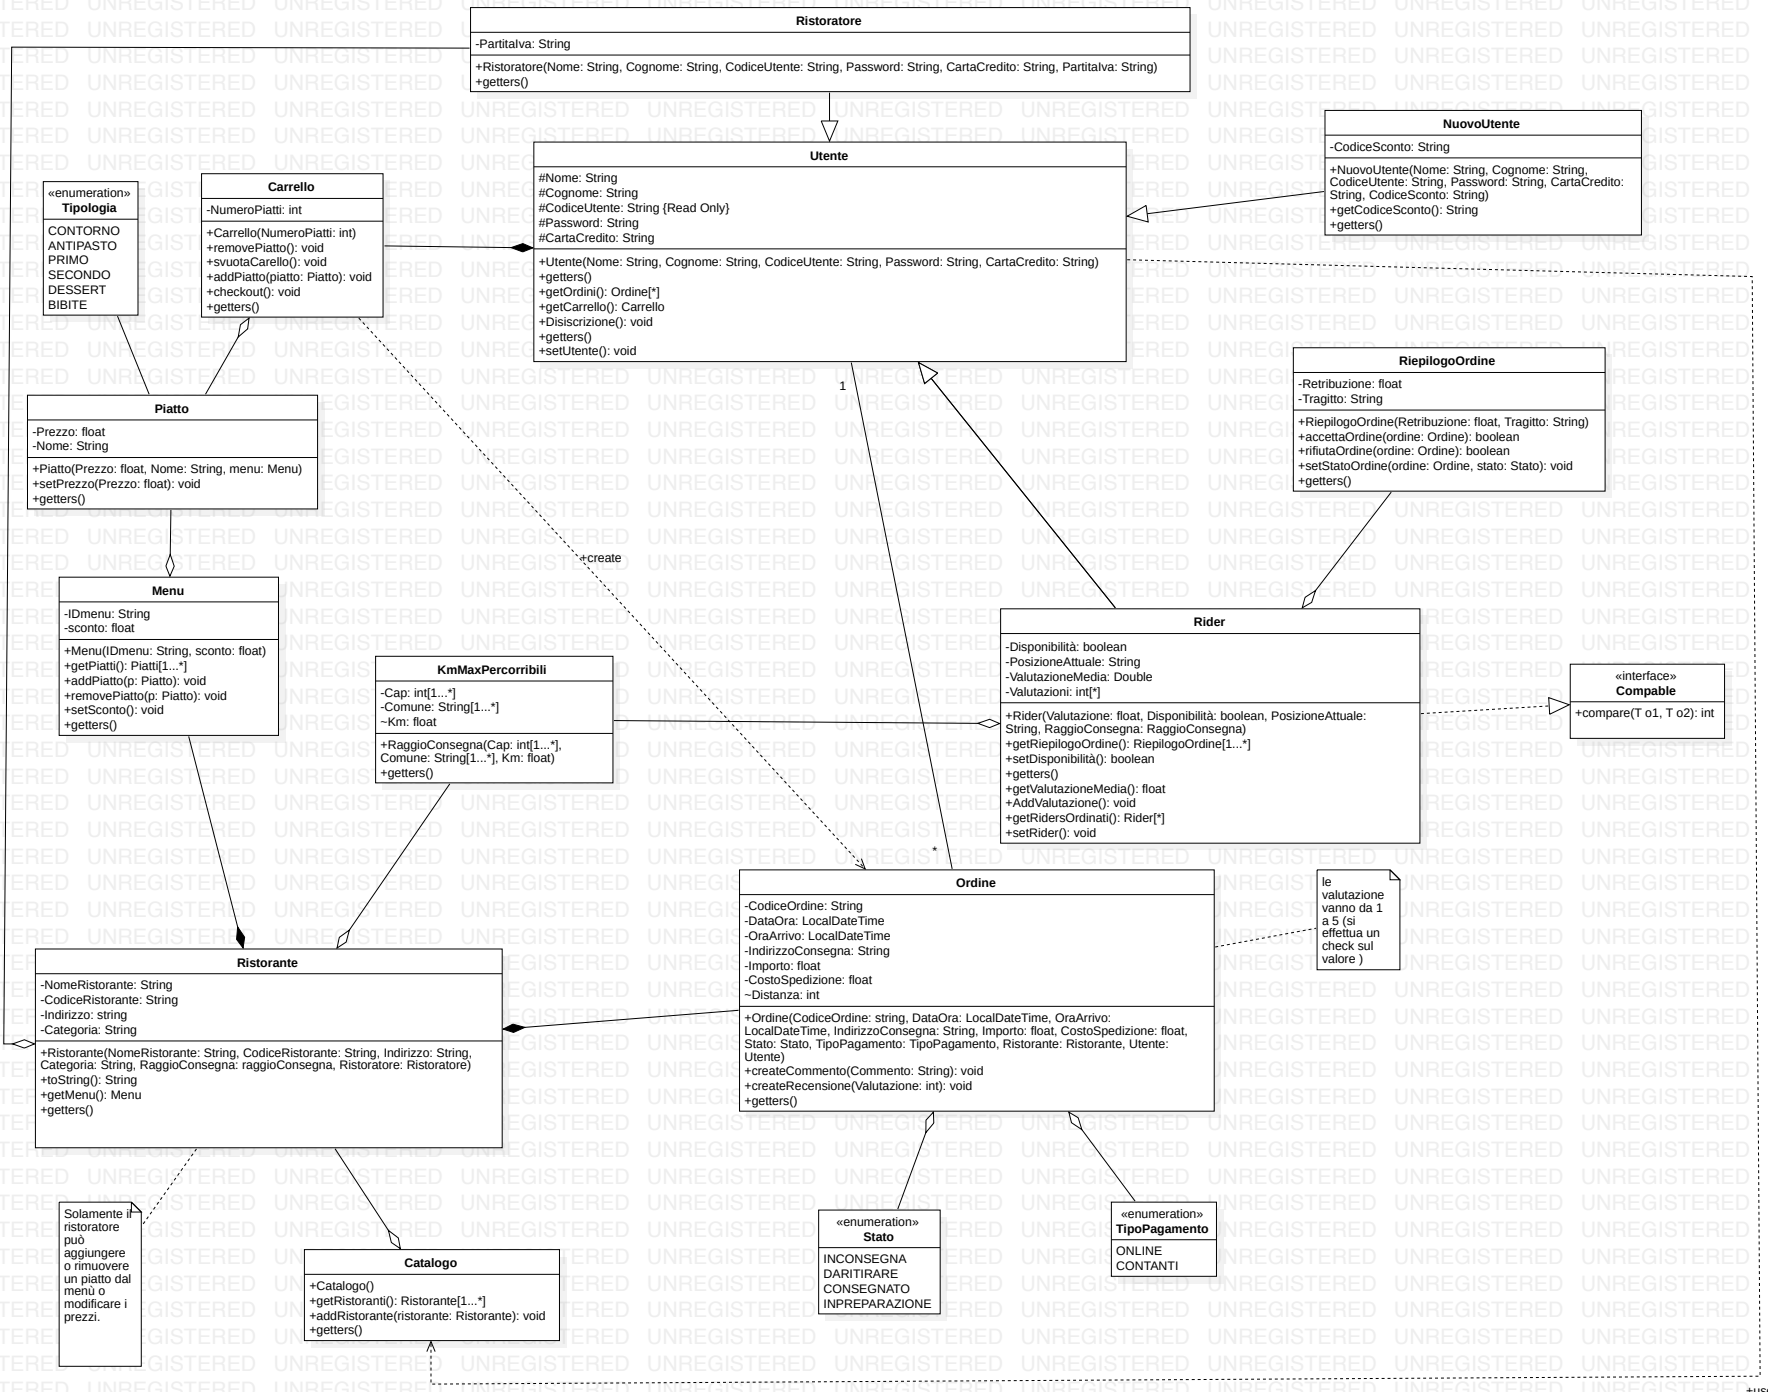 Ristoratore
-PartitaIva: String
+Ristoratore(Nome: String, Cognome: String, CodiceUtente: String, Password: String, CartaCredito: String, PartitaIva: String)
+getters()
NuovoUtente
-CodiceSconto: String
+NuovoUtente(Nome: String, Cognome: String,
CodiceUtente: String, Password: String, CartaCredito:
String, CodiceSconto: String)
+getCodiceSconto(): String
+getters()
Utente
#Nome: String
#Cognome: String
#CodiceUtente: String {Read Only}
#Password: String
#CartaCredito: String
+Utente(Nome: String, Cognome: String, CodiceUtente: String, Password: String, CartaCredito: String)
+getters()
+getOrdini(): Ordine[*]
+getCarrello(): Carrello
+Disiscrizione(): void
+getters()
+setUtente(): void
«enumeration»
Tipologia
CONTORNO
ANTIPASTO
PRIMO
SECONDO
DESSERT
BIBITE
Carrello
-NumeroPiatti: int
+Carrello(NumeroPiatti: int)
+removePiatto(): void
+svuotaCarello(): void
+addPiatto(piatto: Piatto): void
+checkout(): void
+getters()
1
RiepilogoOrdine
-Retribuzione: float
-Tragitto: String
+RiepilogoOrdine(Retribuzione: float, Tragitto: String)
+accettaOrdine(ordine: Ordine): boolean
+rifiutaOrdine(ordine: Ordine): boolean
+setStatoOrdine(ordine: Ordine, stato: Stato): void
+getters()
Piatto
-Prezzo: float
-Nome: String
+Piatto(Prezzo: float, Nome: String, menu: Menu)
+setPrezzo(Prezzo: float): void
+getters()
+create
Menu
-IDmenu: String
-sconto: float
+Menu(IDmenu: String, sconto: float)
+getPiatti(): Piatti[1...*]
+addPiatto(p: Piatto): void
+removePiatto(p: Piatto): void
+setSconto(): void
+getters()
KmMaxPercorribili
-Cap: int[1...*]
-Comune: String[1...*]
~Km: float
+RaggioConsegna(Cap: int[1...*],
Comune: String[1...*], Km: float)
+getters()
Rider
-Disponibilità: boolean
-PosizioneAttuale: String
-ValutazioneMedia: Double
-Valutazioni: int[*]
+Rider(Valutazione: float, Disponibilità: boolean, PosizioneAttuale:
String, RaggioConsegna: RaggioConsegna)
+getRiepilogoOrdine(): RiepilogoOrdine[1...*]
+setDisponibilità(): boolean
+getters()
+getValutazioneMedia(): float
+AddValutazione(): void
+getRidersOrdinati(): Rider[*]
+setRider(): void
«interface»
Compable
+compare(T o1, T o2): int
*
Ordine
-CodiceOrdine: String
-DataOra: LocalDateTime
-OraArrivo: LocalDateTime
-IndirizzoConsegna: String
-Importo: float
-CostoSpedizione: float
~Distanza: int
+Ordine(CodiceOrdine: string, DataOra: LocalDateTime, OraArrivo:
LocalDateTime, IndirizzoConsegna: String, Importo: float, CostoSpedizione: float,
Stato: Stato, TipoPagamento: TipoPagamento, Ristorante: Ristorante, Utente:
Utente)
+createCommento(Commento: String): void
+createRecensione(Valutazione: int): void
+getters()
le
valutazione
vanno da 1
a 5 (si
effettua un
check sul
valore )
Ristorante
-NomeRistorante: String
-CodiceRistorante: String
-Indirizzo: string
-Categoria: String
+Ristorante(NomeRistorante: String, CodiceRistorante: String, Indirizzo: String,
Categoria: String, RaggioConsegna: raggioConsegna, Ristoratore: Ristoratore)
+toString(): String
+getMenu(): Menu
+getters()
Solamente il
ristoratore
può
aggiungere
o rimuovere
un piatto dal
menù o
modificare i
prezzi.
Catalogo
+Catalogo()
+getRistoranti(): Ristorante[1...*]
+addRistorante(ristorante: Ristorante): void
+getters()
«enumeration»
Stato
INCONSEGNA
DARITIRARE
CONSEGNATO
INPREPARAZIONE
«enumeration»
TipoPagamento
ONLINE
CONTANTI
UNREGISTERED